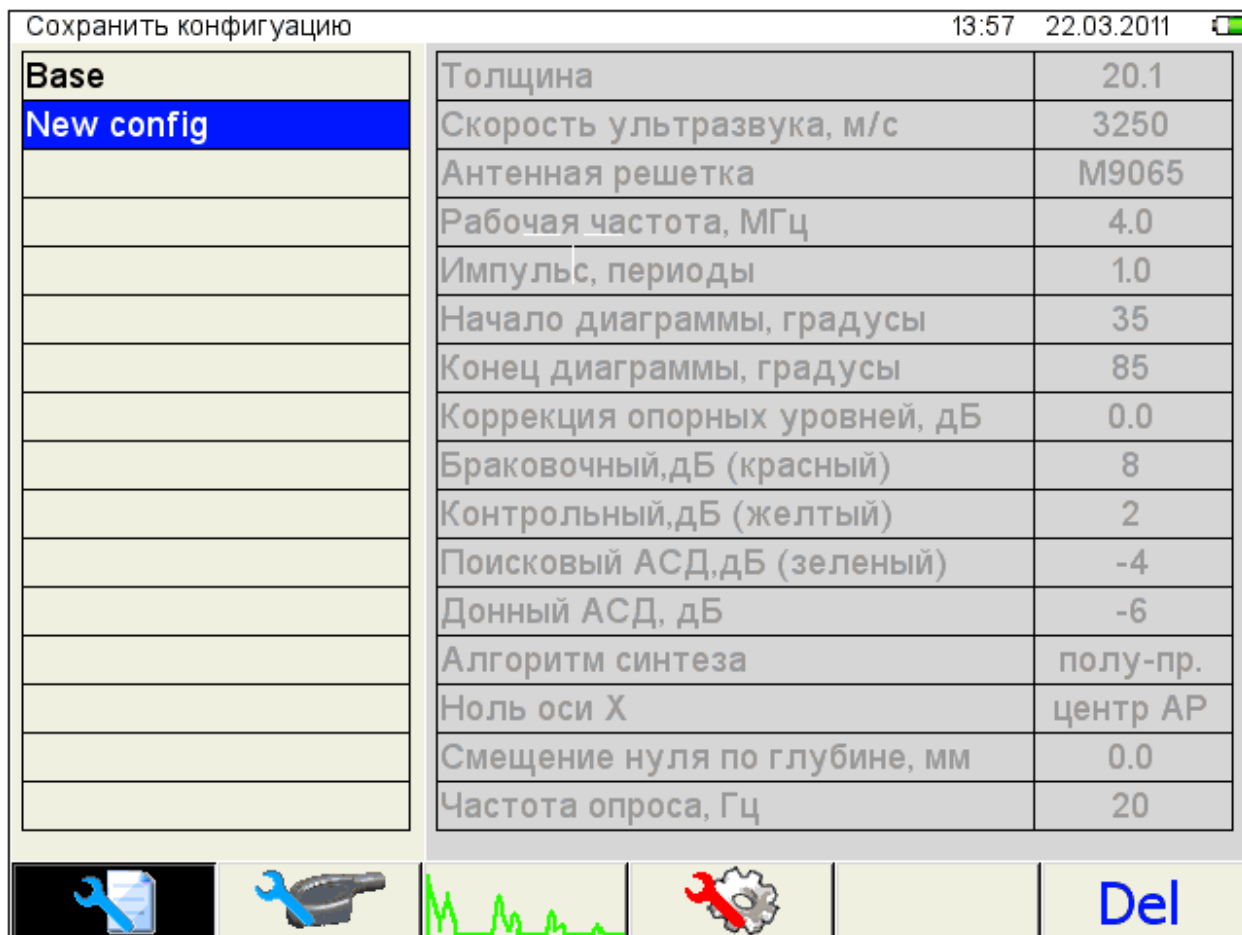 Сохранить конфигуацию 13:57 22.03.2011
Base
New config
Толщина 20.1
Скорость ультразвука, м/с 3250
Антенная решетка M9065
Рабочая частота, МГц 4.0
Импульс, периоды 1.0
Начало диаграммы, градусы 35
Конец диаграммы, градусы 85
Коррекция опорных уровней, дБ 0.0
Браковочный,дБ (красный) 8
Контрольный,дБ (желтый) 2
Поисковый АСД,дБ (зеленый) -4
Донный АСД, дБ -6
Алгоритм синтеза полу-пр.
Ноль оси X центр АР
Смещение нуля по глубине, мм 0.0
Частота опроса, Гц 20
Del